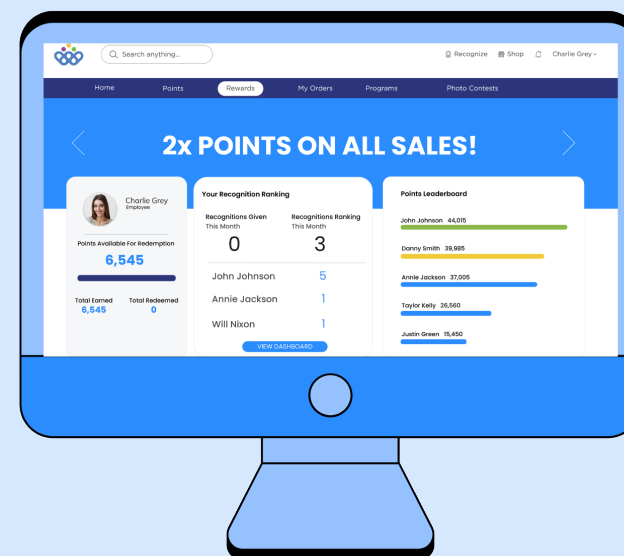 Search anything...
Recognize Shop Charlie Grey
Home Points Rewards My Orders Programs Photo Contests
2x POINTS ON ALL SALES!
Charlie Grey
Employee
Points Available For Redemption
6,545
Total Earned Total Redeemed
6,545 0
Your Recognition Ranking
Recognitions Given Recognitions Ranking
This Month This Month
0 3
John Johnson 5
Annie Jackson 1
Will Nixon 1
VIEW DASHBOARD
Points Leaderboard
John Johnson 44,015
Danny Smith 39,985
Annie Jackson 37,005
Taylor Kelly 26,560
Justin Green 15,450